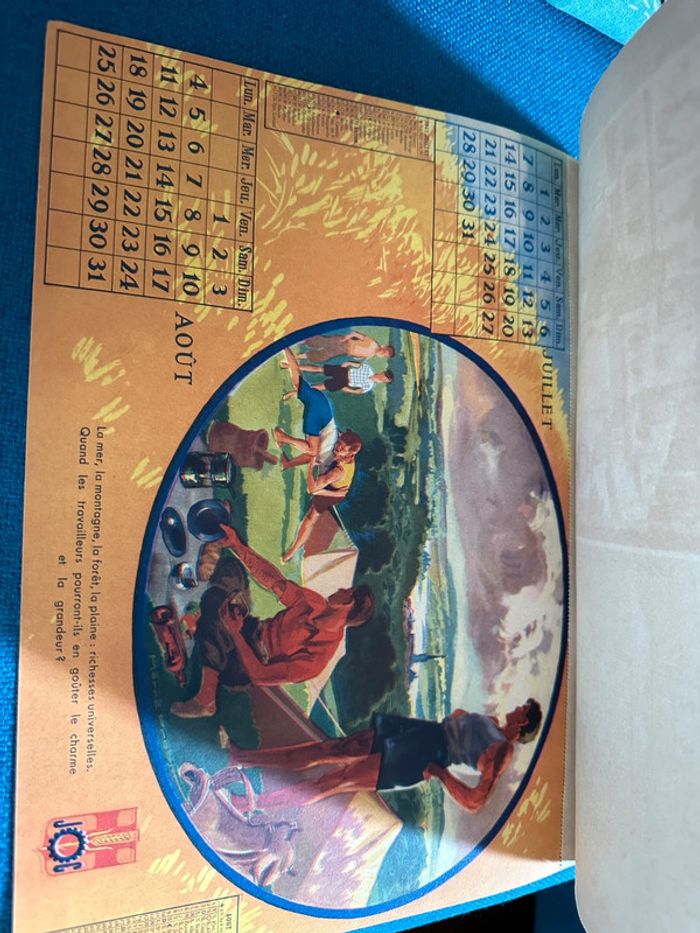 JUILLET
Lun. Mar. Mer. Jeu. Ven. Sam. Dim.
1 2 3 4 5 6
7 8 9 10 11 12 13
14 15 16 17 18 19 20
21 22 23 24 25 26 27
28 29 30 31
AOÛT
Lun. Mar. Mer. Jeu. Ven. Sam. Dim.
1 2 3
4 5 6 7 8 9 10
11 12 13 14 15 16 17
18 19 20 21 22 23 24
25 26 27 28 29 30 31
La mer, la montagne, la forêt, la plaine : richesses universelles.
Quand les travailleurs pourront-ils en goûter le charme
et la grandeur ?
JOC
AOUT